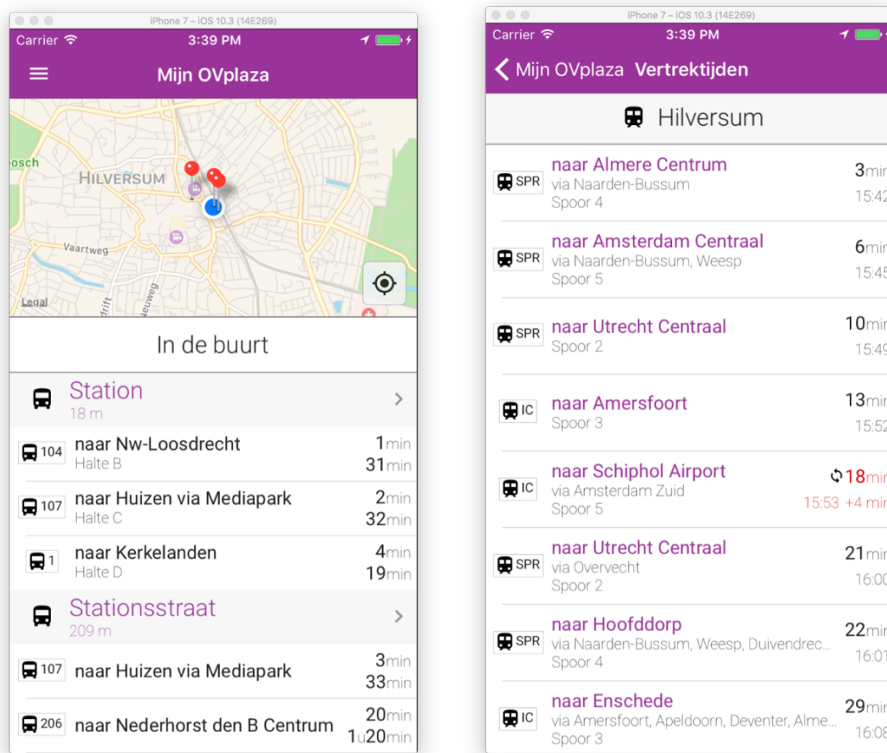 iPhone 7 – iOS 10.3 (14E269)
Carrier 3:39 PM
Mijn OVplaza
osch
HILVERSUM
Vaartweg
Legal
In de buurt
Station
18 m
104 naar Nw-Loosdrecht 1min
Halte B 31min
107 naar Huizen via Mediapark 2min
Halte C 32min
1 naar Kerkelanden 4min
Halte D 19min
Stationsstraat
209 m
107 naar Huizen via Mediapark 3min
33min
206 naar Nederhorst den B Centrum 20min
1u20min
iPhone 7 – iOS 10.3 (14E269)
Carrier 3:39 PM
Mijn OVplaza Vertrektijden
Hilversum
SPR naar Almere Centrum 3min
via Naarden-Bussum
Spoor 4 15:42
SPR naar Amsterdam Centraal 6min
via Naarden-Bussum, Weesp
Spoor 5 15:45
SPR naar Utrecht Centraal 10min
Spoor 2 15:49
IC naar Amersfoort 13min
Spoor 3 15:52
IC naar Schiphol Airport 18min
via Amsterdam Zuid 15:53 +4 min
Spoor 5
SPR naar Utrecht Centraal 21min
via Overvecht
Spoor 2 16:00
SPR naar Hoofddorp 22min
via Naarden-Bussum, Weesp, Duivendrec...
Spoor 4 16:01
IC naar Enschede 29min
via Amersfoort, Apeldoorn, Deventer, Alme...
Spoor 3 16:08